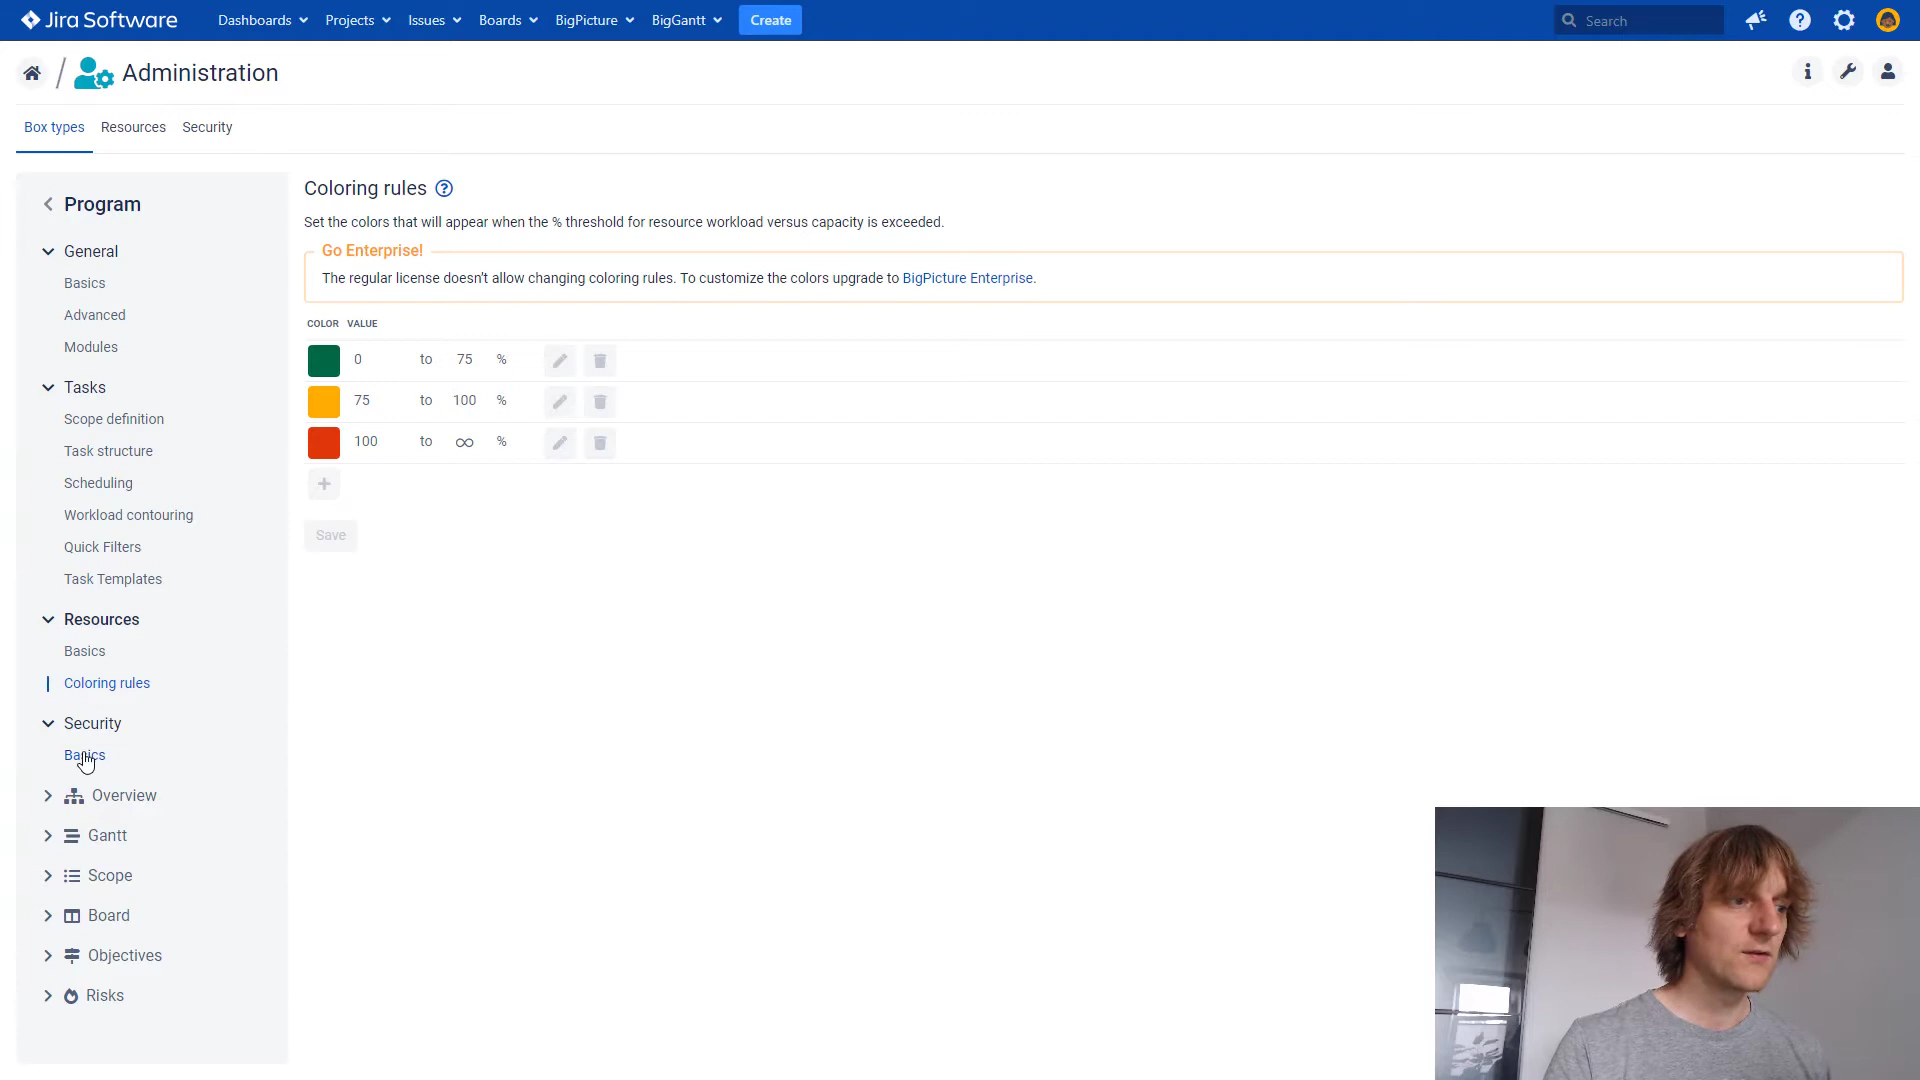 Jira Software Dashboards Projects Issues Boards BigPicture BigGantt Create Search
Administration
Box types Resources Security
Program
General
Basics
Advanced
Modules
Tasks
Scope definition
Task structure
Scheduling
Workload contouring
Quick Filters
Task Templates
Resources
Basics
Coloring rules
Security
Basics
Overview
Gantt
Scope
Board
Objectives
Risks
Coloring rules
Set the colors that will appear when the % threshold for resource workload versus capacity is exceeded.
Go Enterprise!
The regular license doesn't allow changing coloring rules. To customize the colors upgrade to BigPicture Enterprise.
COLOR VALUE
0 to 75 %
75 to 100 %
100 to ∞ %
Save